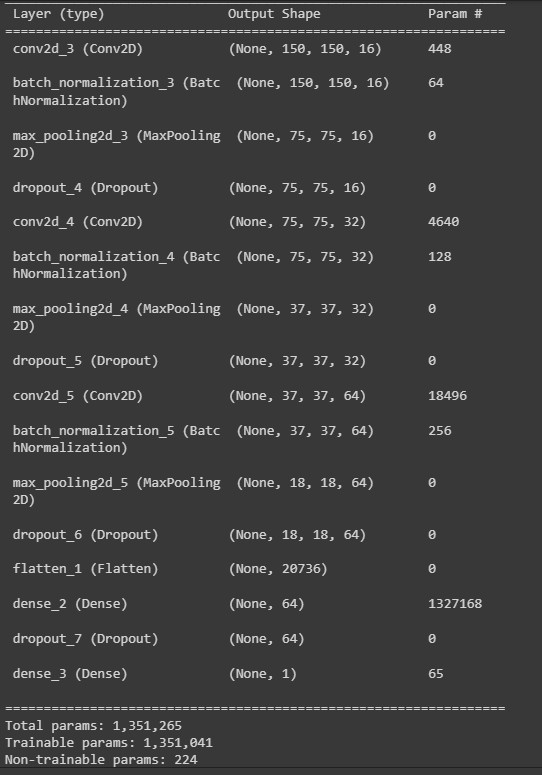 Layer (type) Output Shape Param #
=================================================================
conv2d_3 (Conv2D) (None, 150, 150, 16) 448
batch_normalization_3 (Batc (None, 150, 150, 16) 64
hNormalization)
max_pooling2d_3 (MaxPooling (None, 75, 75, 16) 0
2D)
dropout_4 (Dropout) (None, 75, 75, 16) 0
conv2d_4 (Conv2D) (None, 75, 75, 32) 4640
batch_normalization_4 (Batc (None, 75, 75, 32) 128
hNormalization)
max_pooling2d_4 (MaxPooling (None, 37, 37, 32) 0
2D)
dropout_5 (Dropout) (None, 37, 37, 32) 0
conv2d_5 (Conv2D) (None, 37, 37, 64) 18496
batch_normalization_5 (Batc (None, 37, 37, 64) 256
hNormalization)
max_pooling2d_5 (MaxPooling (None, 18, 18, 64) 0
2D)
dropout_6 (Dropout) (None, 18, 18, 64) 0
flatten_1 (Flatten) (None, 20736) 0
dense_2 (Dense) (None, 64) 1327168
dropout_7 (Dropout) (None, 64) 0
dense_3 (Dense) (None, 1) 65
=================================================================
Total params: 1,351,265
Trainable params: 1,351,041
Non-trainable params: 224